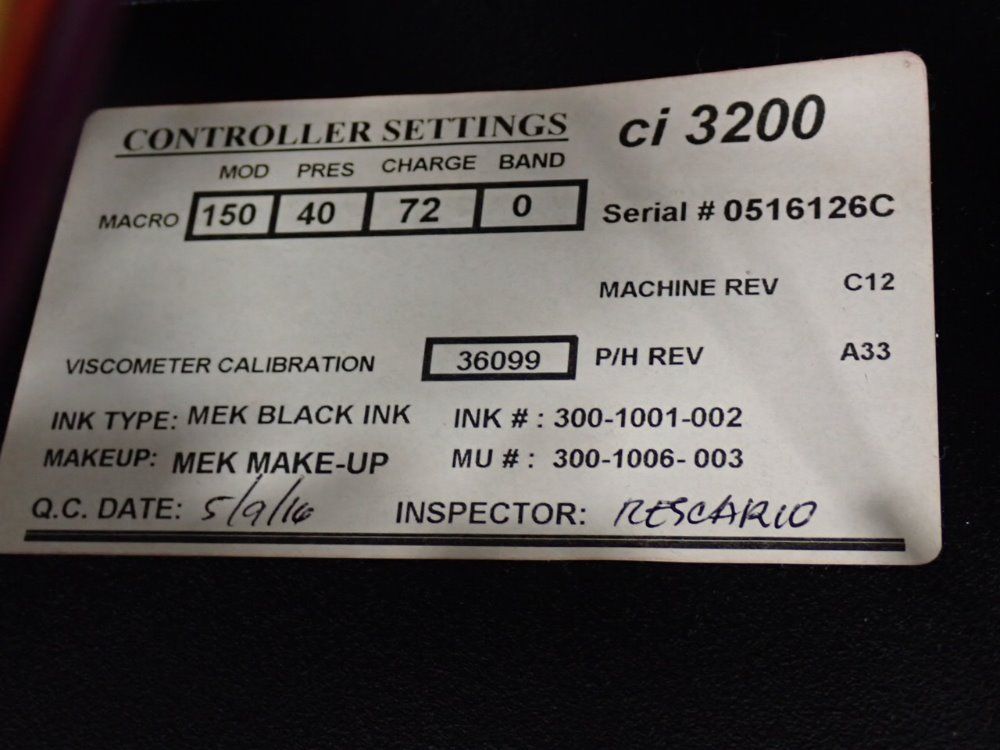 CONTROLLER SETTINGS ci 3200
MOD PRES CHARGE BAND
MACRO 150 40 72 0 Serial # 0516126C
MACHINE REV C12
VISCOMETER CALIBRATION 36099 P/H REV A33
INK TYPE: MEK BLACK INK INK # : 300-1001-002
MAKEUP: MEK MAKE-UP MU # : 300-1006- 003
Q.C. DATE: 5/9/16 INSPECTOR: RESCARIO